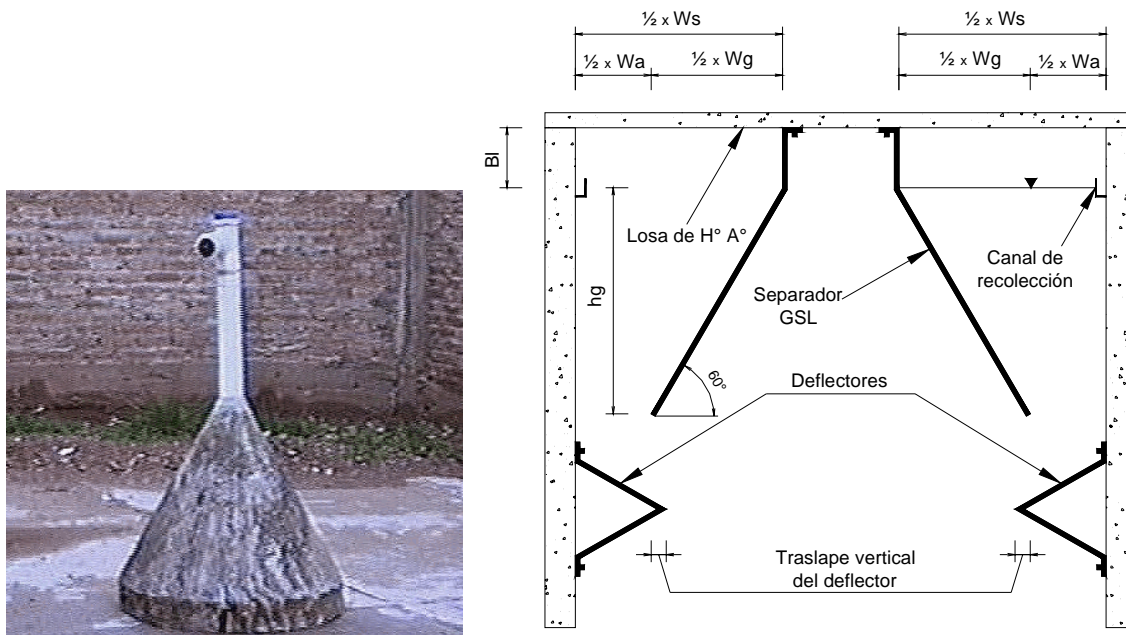 ½ x Ws
½ x Ws
½ x Wa
½ x Wg
½ x Wg
½ x Wa
Bl
hg
Losa de H° A°
Separador
GSL
Canal de
recolección
60°
Deflectores
Traslape vertical
del deflector